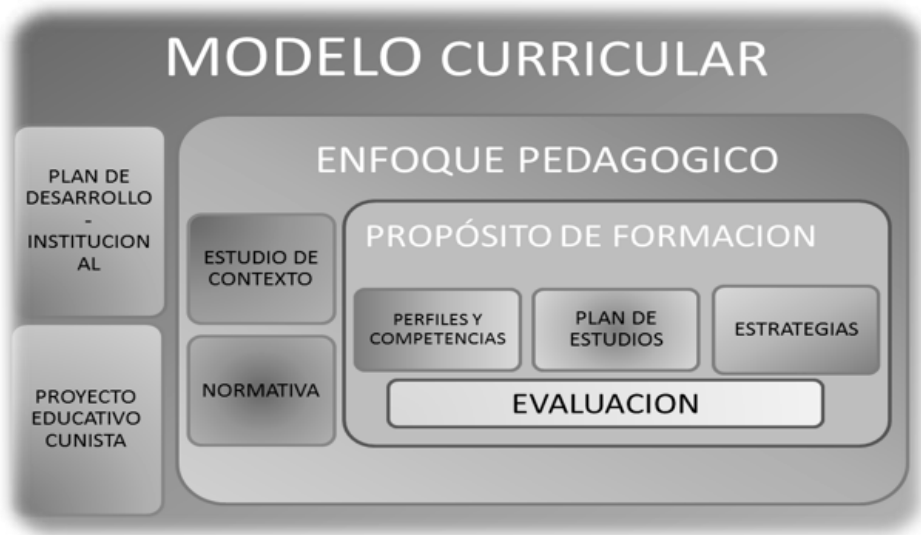 MODELO CURRICULAR
PLAN DE
DESARROLLO
-
INSTITUCION
AL
PROYECTO
EDUCATIVO
CUNISTA
ENFOQUE PEDAGOGICO
ESTUDIO DE
CONTEXTO
NORMATIVA
PROPÓSITO DE FORMACION
PERFILES Y
COMPETENCIAS
PLAN DE
ESTUDIOS
ESTRATEGIAS
EVALUACION